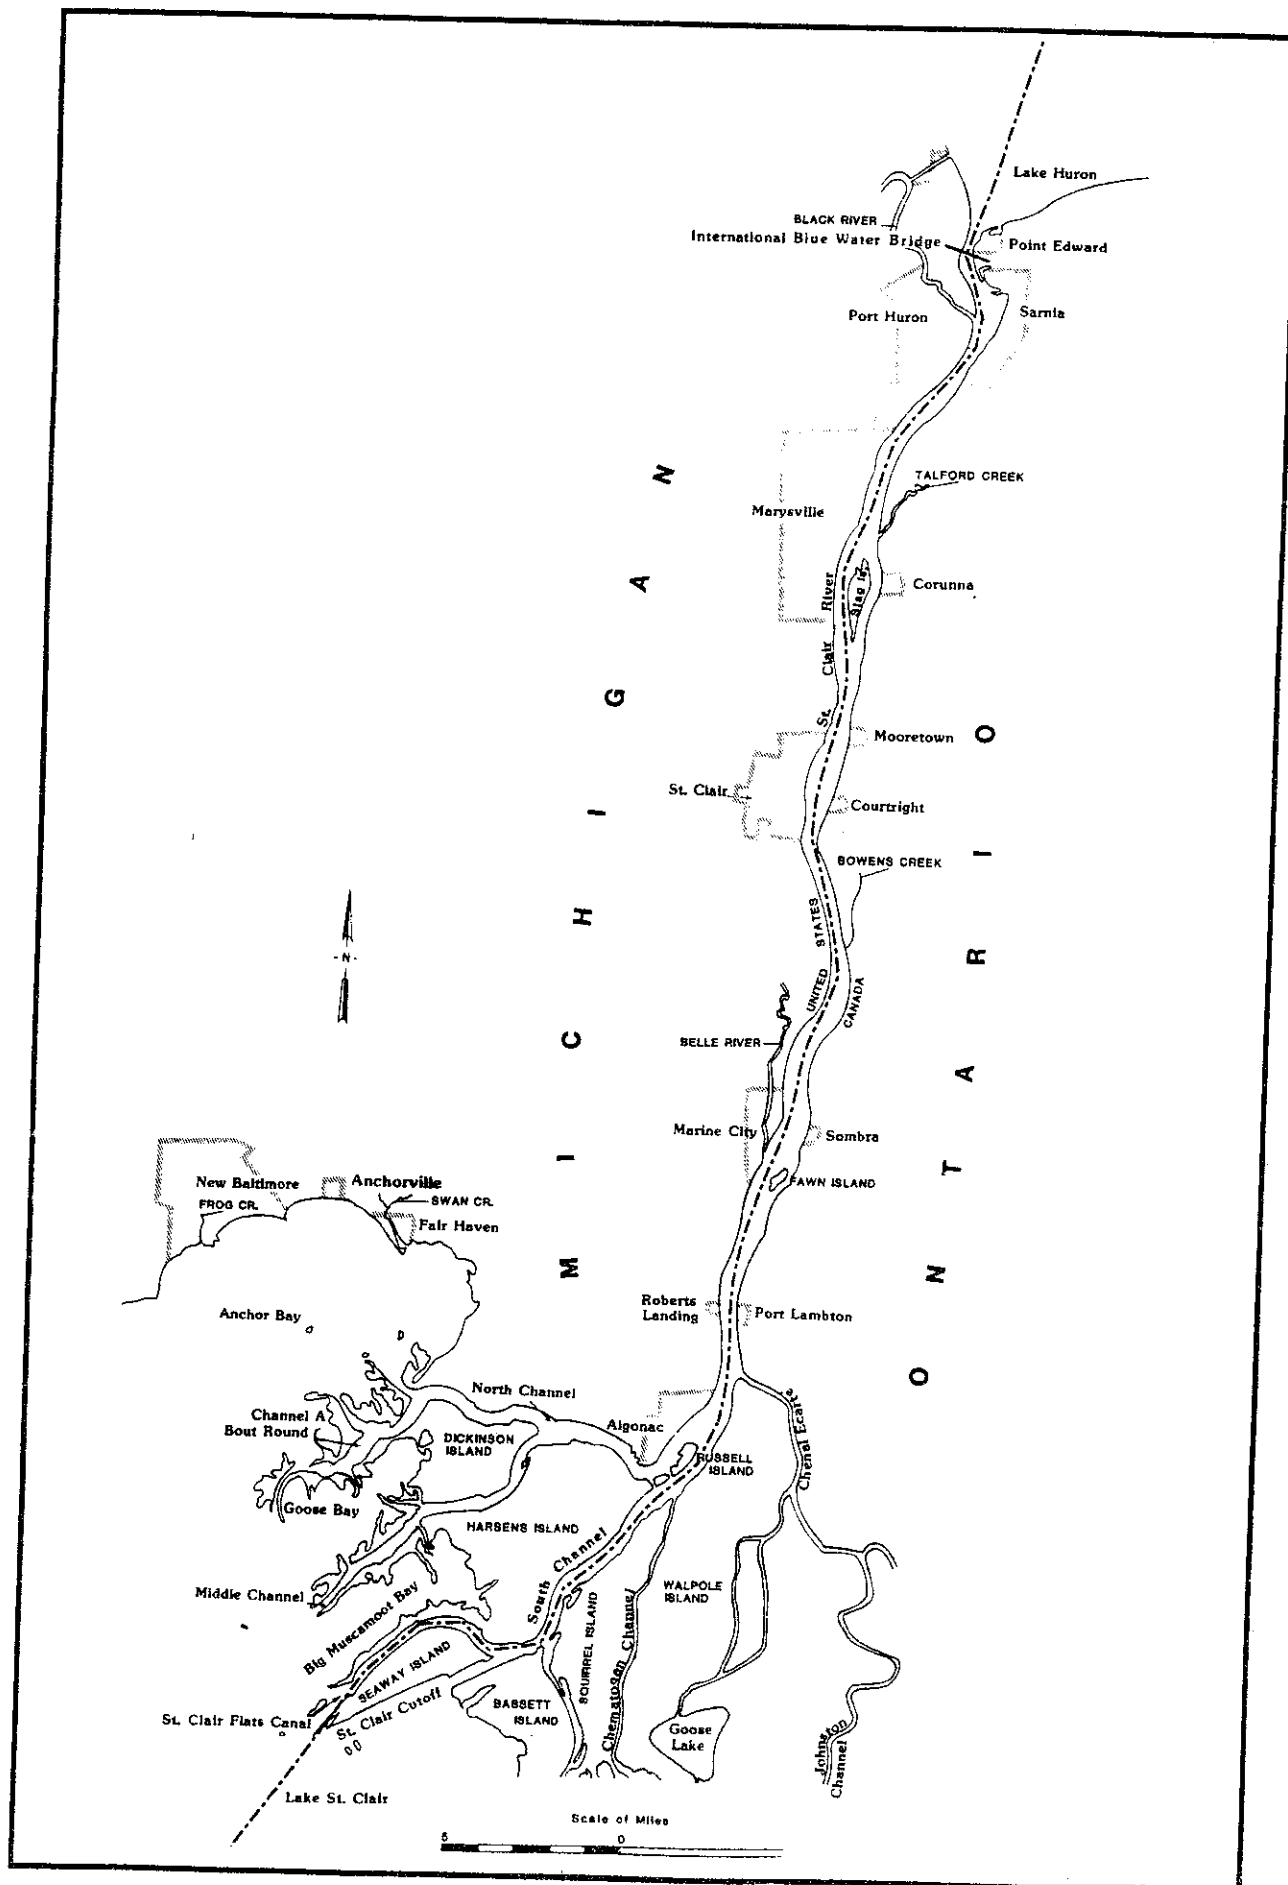 Lake Huron
BLACK RIVER
International Blue Water Bridge
Point Edward
Port Huron
Sarnia
TALFORD CREEK
Marysville
Corunna
Stag Is.
St. Clair River
Mooretown
St. Clair
Courtright
BOWENS CREEK
UNITED STATES
CANADA
BELLE RIVER
Marine City
Sombra
FAWN ISLAND
MICHIGAN
ONTARIO
- N -
New Baltimore
Anchorville
FROG CR.
SWAN CR.
Fair Haven
Anchor Bay
Roberts
Landing
Port Lambton
North Channel
Algonac
Channel A
Bout Round
DICKINSON
ISLAND
RUSSELL
ISLAND
Chenal Ecarte
Goose Bay
HARSENS ISLAND
South Channel
Middle Channel
WALPOLE
ISLAND
Big Muscamoot Bay
SEAWAY ISLAND
SQUIRREL ISLAND
Chematogen Channel
St. Clair Flats Canal
St. Clair Cutoff
BASSETT
ISLAND
Goose
Lake
Johnston
Channel
Lake St. Clair
Scale of Miles
5 0